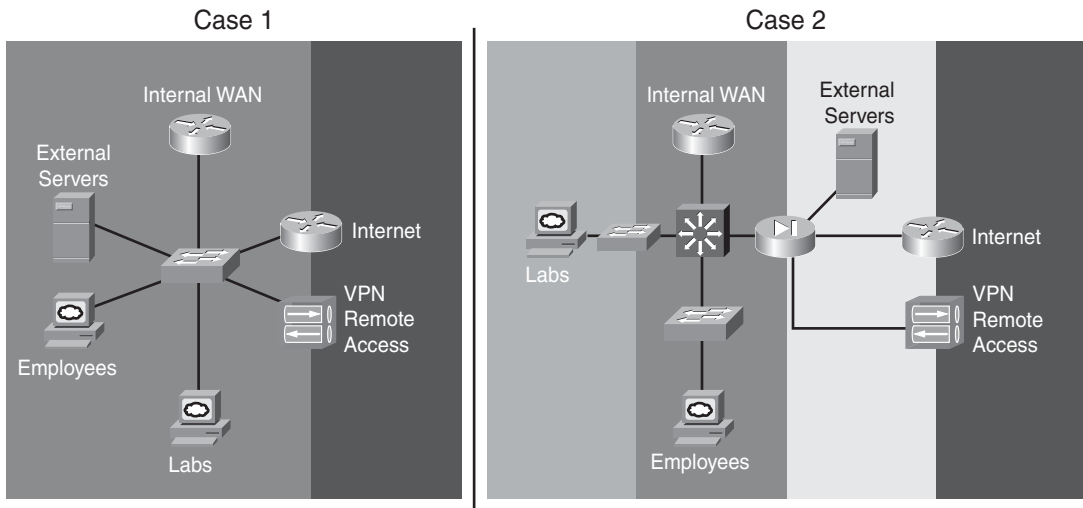 Case 1
Internal WAN
External
Servers
Internet
VPN
Remote
Access
Employees
Labs
Case 2
Internal WAN
External
Servers
Labs
Internet
VPN
Remote
Access
Employees